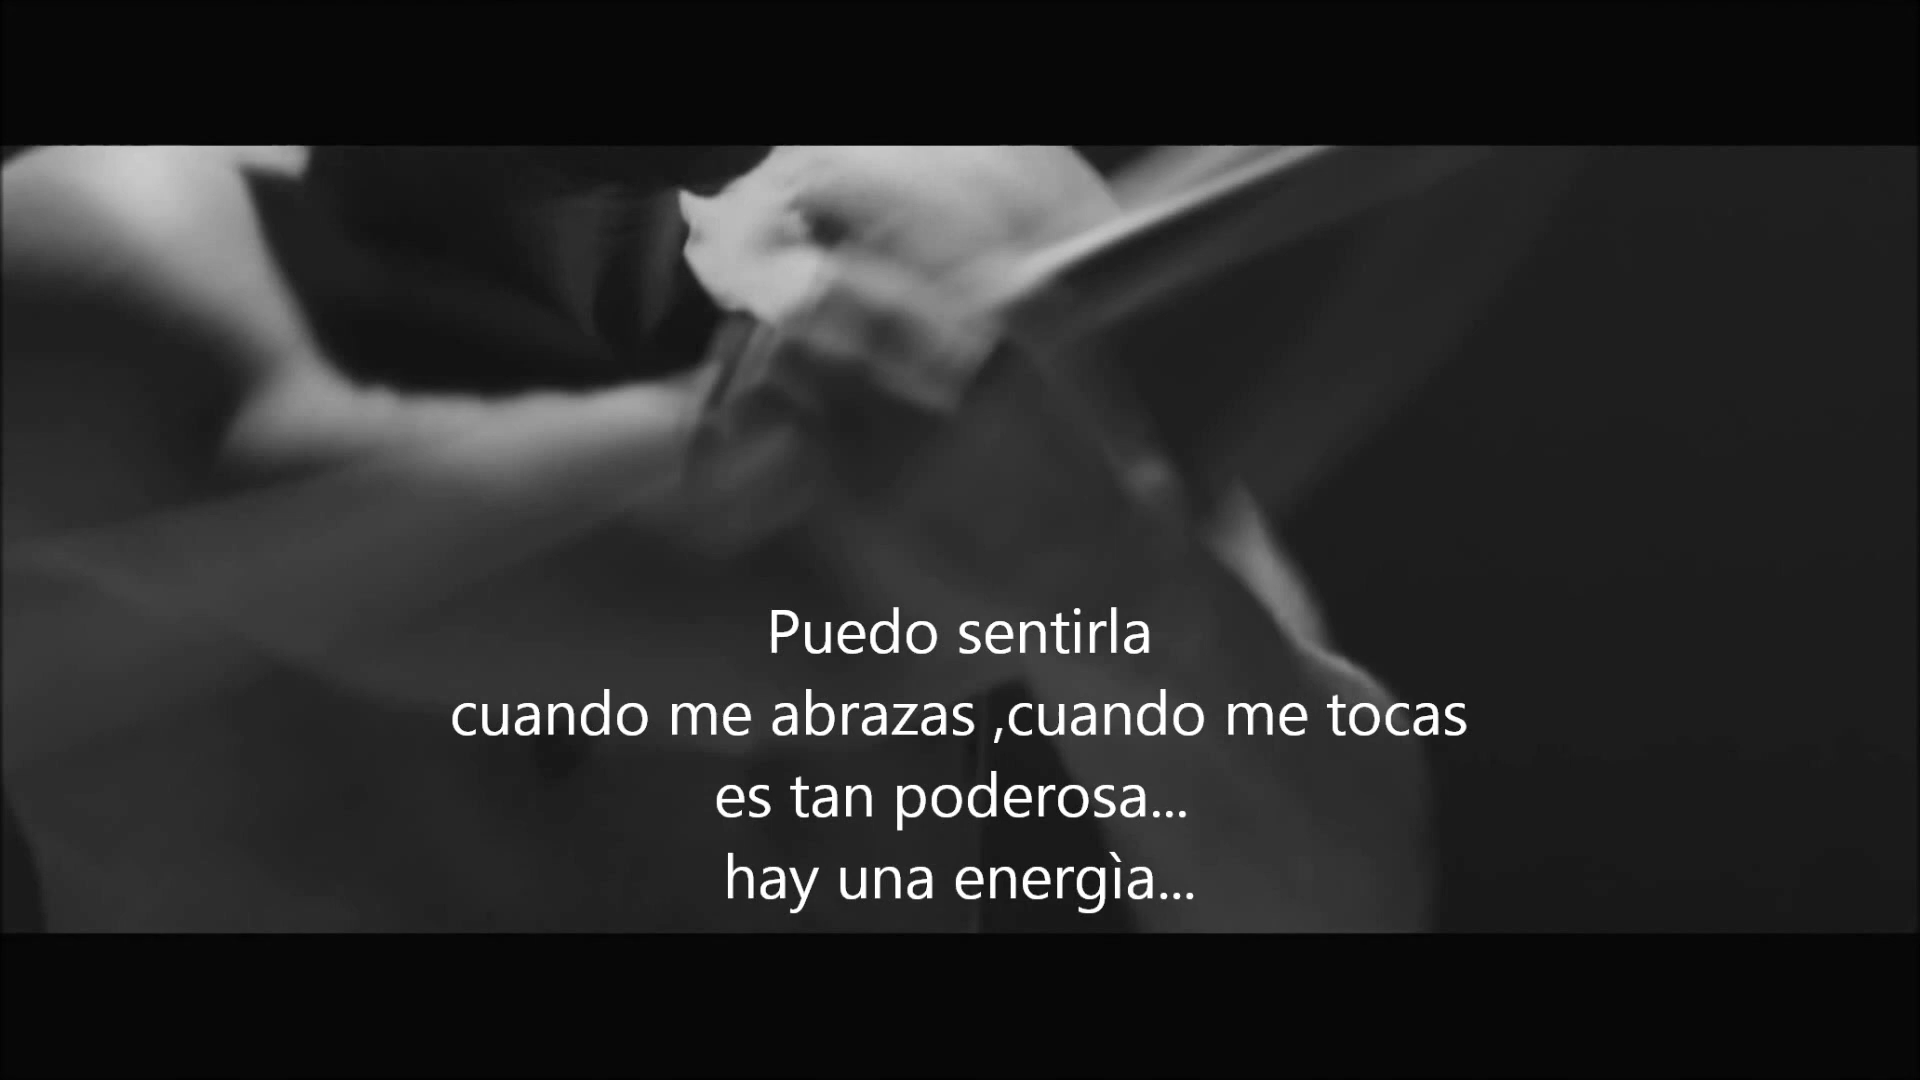 Puedo sentirla
cuando me abrazas ,cuando me tocas
es tan poderosa...
hay una energìa...